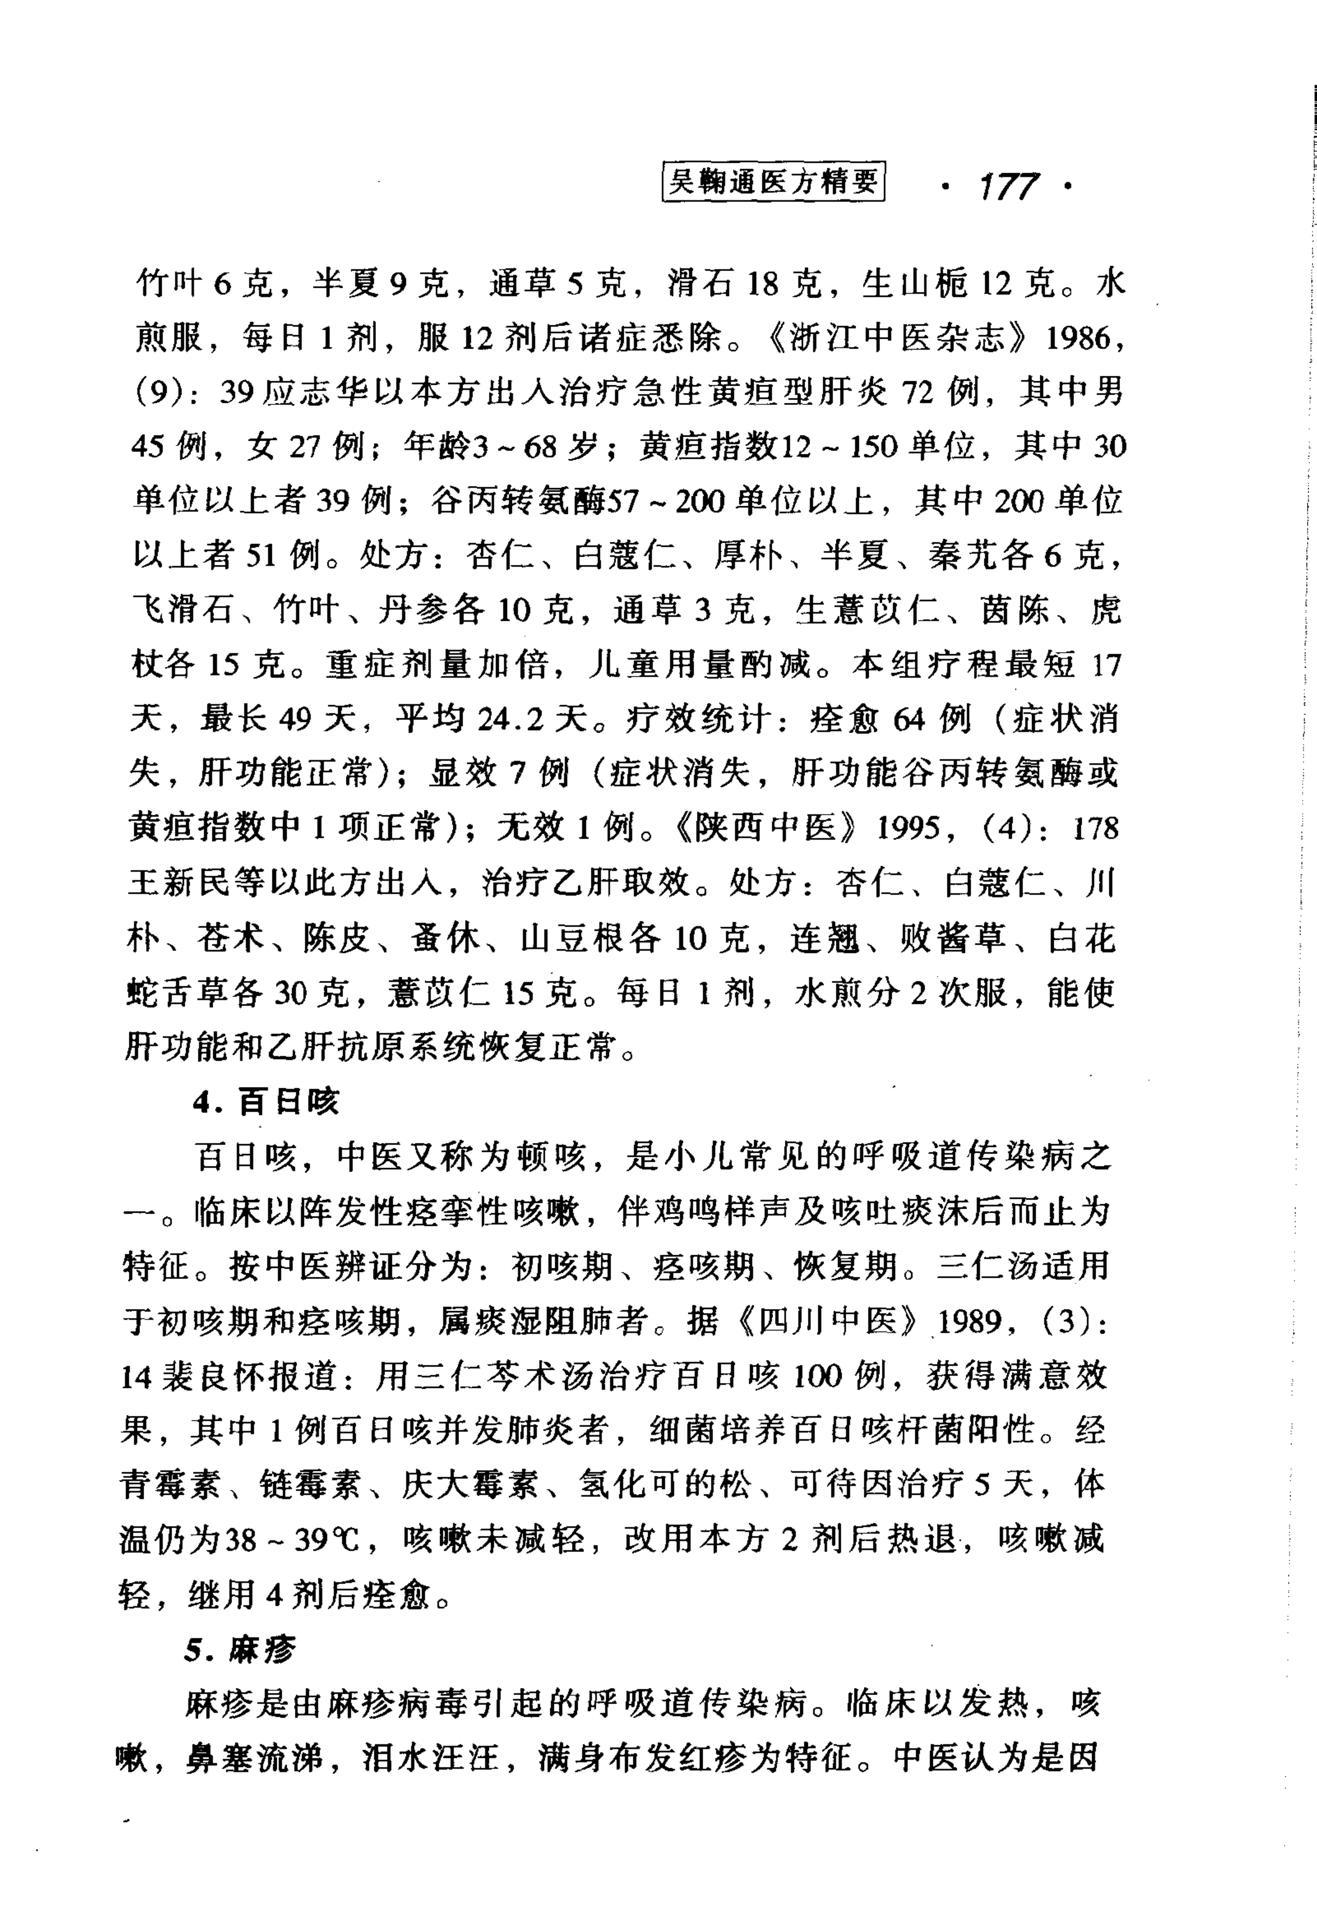 吴鞠通医方精要 · 177 ·
竹叶 6 克，半夏 9 克，通草 5 克，滑石 18 克，生山栀 12 克。水
煎服，每日 1 剂，服 12 剂后诸症悉除。《浙江中医杂志》1986，
(9)：39 应志华以本方出入治疗急性黄疸型肝炎 72 例，其中男
45 例，女 27 例；年龄3～68 岁；黄疸指数12～150 单位，其中 30
单位以上者 39 例；谷丙转氨酶57～200 单位以上，其中 200 单位
以上者 51 例。处方：杏仁、白蔻仁、厚朴、半夏、秦艽各 6 克，
飞滑石、竹叶、丹参各 10 克，通草 3 克，生薏苡仁、茵陈、虎
杖各 15 克。重症剂量加倍，儿童用量酌减。本组疗程最短 17
天，最长 49 天，平均 24.2 天。疗效统计：痊愈 64 例（症状消
失，肝功能正常）；显效 7 例（症状消失，肝功能谷丙转氨酶或
黄疸指数中 1 项正常）；无效 1 例。《陕西中医》1995，(4)：178
王新民等以此方出入，治疗乙肝取效。处方：杏仁、白蔻仁、川
朴、苍术、陈皮、蚤休、山豆根各 10 克，连翘、败酱草、白花
蛇舌草各 30 克，薏苡仁 15 克。每日 1 剂，水煎分 2 次服，能使
肝功能和乙肝抗原系统恢复正常。
4. 百日咳
百日咳，中医又称为顿咳，是小儿常见的呼吸道传染病之
一。临床以阵发性痉挛性咳嗽，伴鸡鸣样声及咳吐痰沫后而止为
特征。按中医辨证分为：初咳期、痉咳期、恢复期。三仁汤适用
于初咳期和痉咳期，属痰湿阻肺者。据《四川中医》1989，(3)：
14 裴良怀报道：用三仁芩术汤治疗百日咳 100 例，获得满意效
果，其中 1 例百日咳并发肺炎者，细菌培养百日咳杆菌阳性。经
青霉素、链霉素、庆大霉素、氢化可的松、可待因治疗 5 天，体
温仍为38～39℃，咳嗽未减轻，改用本方 2 剂后热退，咳嗽减
轻，继用 4 剂后痊愈。
5. 麻疹
麻疹是由麻疹病毒引起的呼吸道传染病。临床以发热，咳
嗽，鼻塞流涕，泪水汪汪，满身布发红疹为特征。中医认为是因